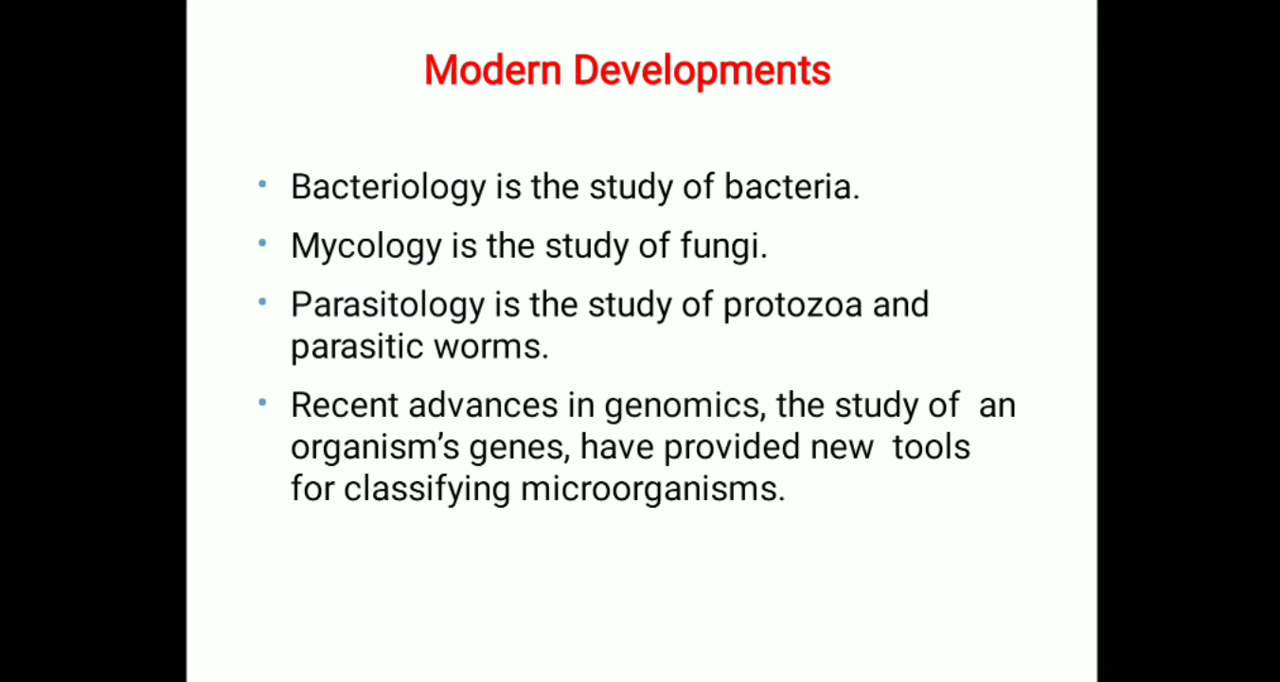 Modern Developments
• Bacteriology is the study of bacteria.
• Mycology is the study of fungi.
• Parasitology is the study of protozoa and
parasitic worms.
• Recent advances in genomics, the study of  an
organism’s genes, have provided new  tools
for classifying microorganisms.